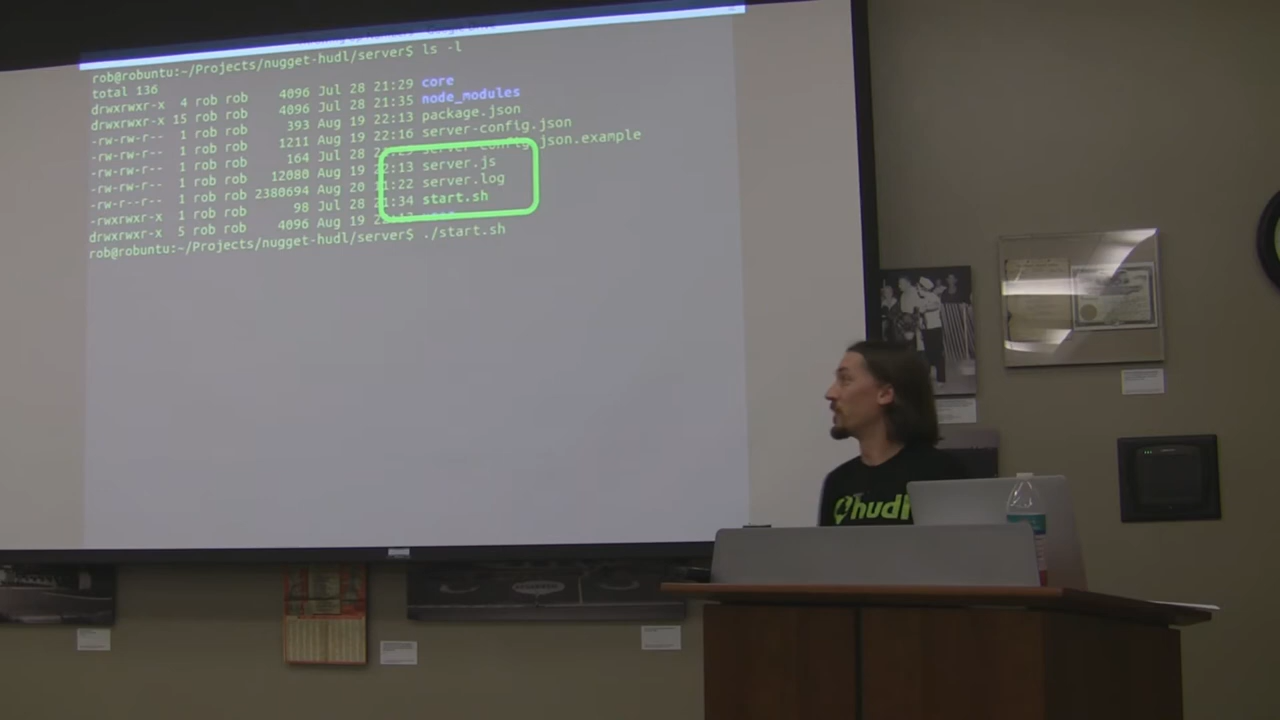 rob@robuntu:~/Projects/nugget-hudl/server$ ls -l
total 136
drwxrwxr-x 4 rob rob 4096 Jul 28 21:29 core
drwxrwxr-x 15 rob rob 4096 Jul 28 21:35 node_modules
-rw-rw-r-- 1 rob rob 393 Aug 19 22:13 package.json
-rw-rw-r-- 1 rob rob 1211 Aug 19 22:16 server-config.json
-rw-rw-r-- 1 rob rob 164 Jul 28 server-config.json.example
-rw-rw-r-- 1 rob rob 12080 Aug 19 22:13 server.js
-rw-r--r-- 1 rob rob 2380694 Aug 20 11:22 server.log
-rwxrwxr-x 1 rob rob 98 Jul 28 21:34 start.sh
drwxrwxr-x 5 rob rob 4096 Aug 19
rob@robuntu:~/Projects/nugget-hudl/server$ ./start.sh
hudl